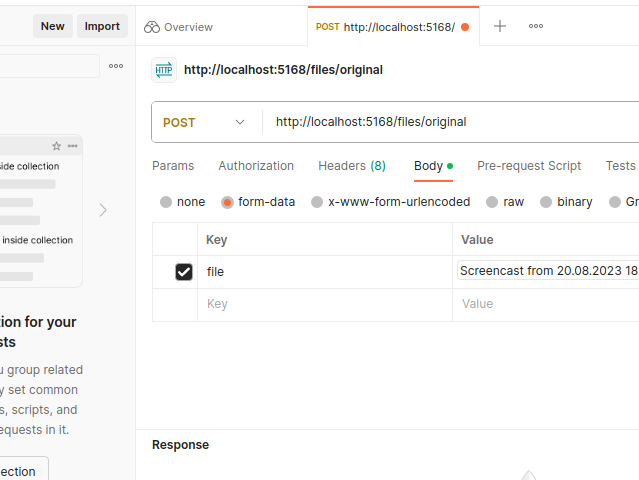 New Import
Overview
POST http://localhost:5168/
HTTP http://localhost:5168/files/original
POST http://localhost:5168/files/original
Params Authorization Headers (8) Body Pre-request Script Tests
none form-data x-www-form-urlencoded raw binary Gr
Key Value
file Screencast from 20.08.2023 18
Key Value
Response
side collection
inside collection
tion for your
sts
u group related
y set common
s, scripts, and
equests in it.
ection